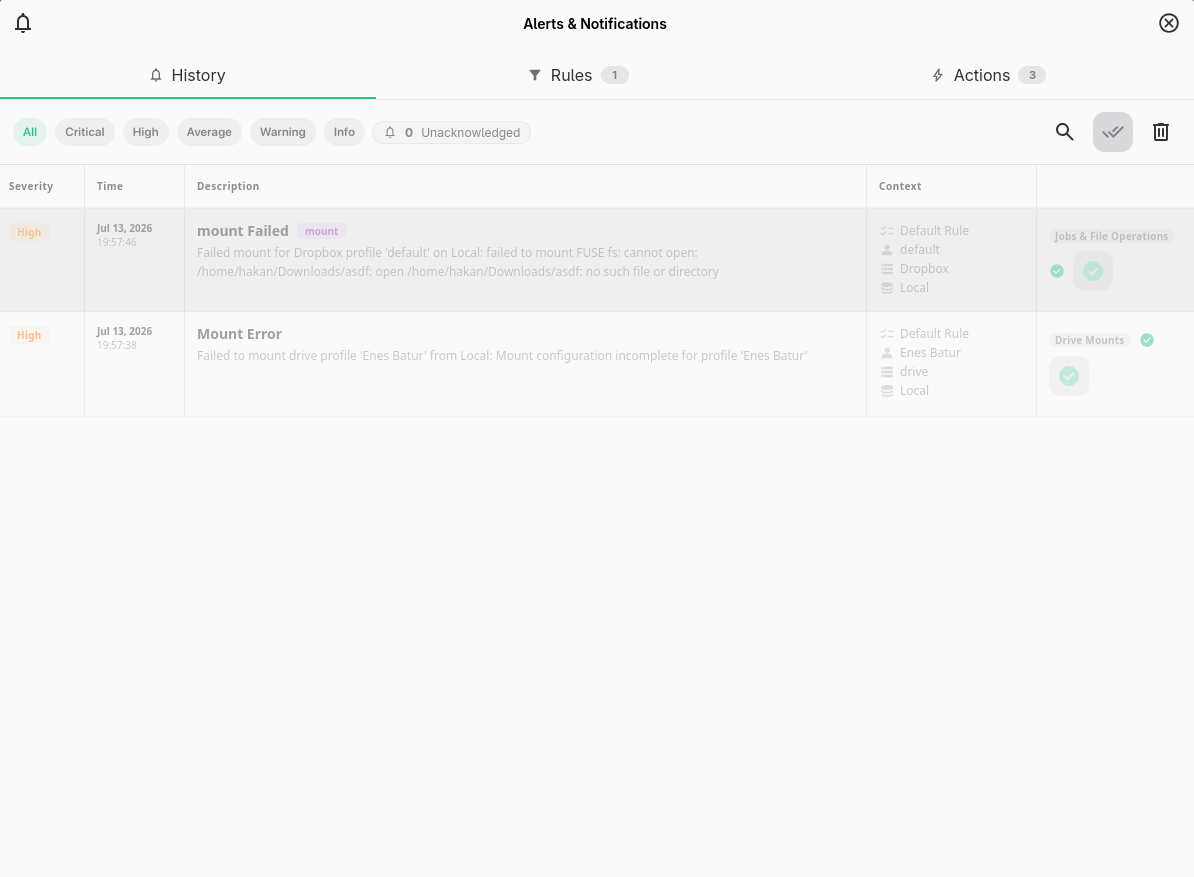 Alerts & Notifications
History
Rules 1
Actions 3
All Critical High Average Warning Info 0 Unacknowledged
Severity Time Description Context
High
Jul 13, 2026
19:57:46
mount Failed mount
Failed mount for Dropbox profile 'default' on Local: failed to mount FUSE fs: cannot open:
/home/hakan/Downloads/asdf: open /home/hakan/Downloads/asdf: no such file or directory
Default Rule
default
Dropbox
Local
Jobs & File Operations
High
Jul 13, 2026
19:57:38
Mount Error
Failed to mount drive profile 'Enes Batur' from Local: Mount configuration incomplete for profile 'Enes Batur'
Default Rule
Enes Batur
drive
Local
Drive Mounts